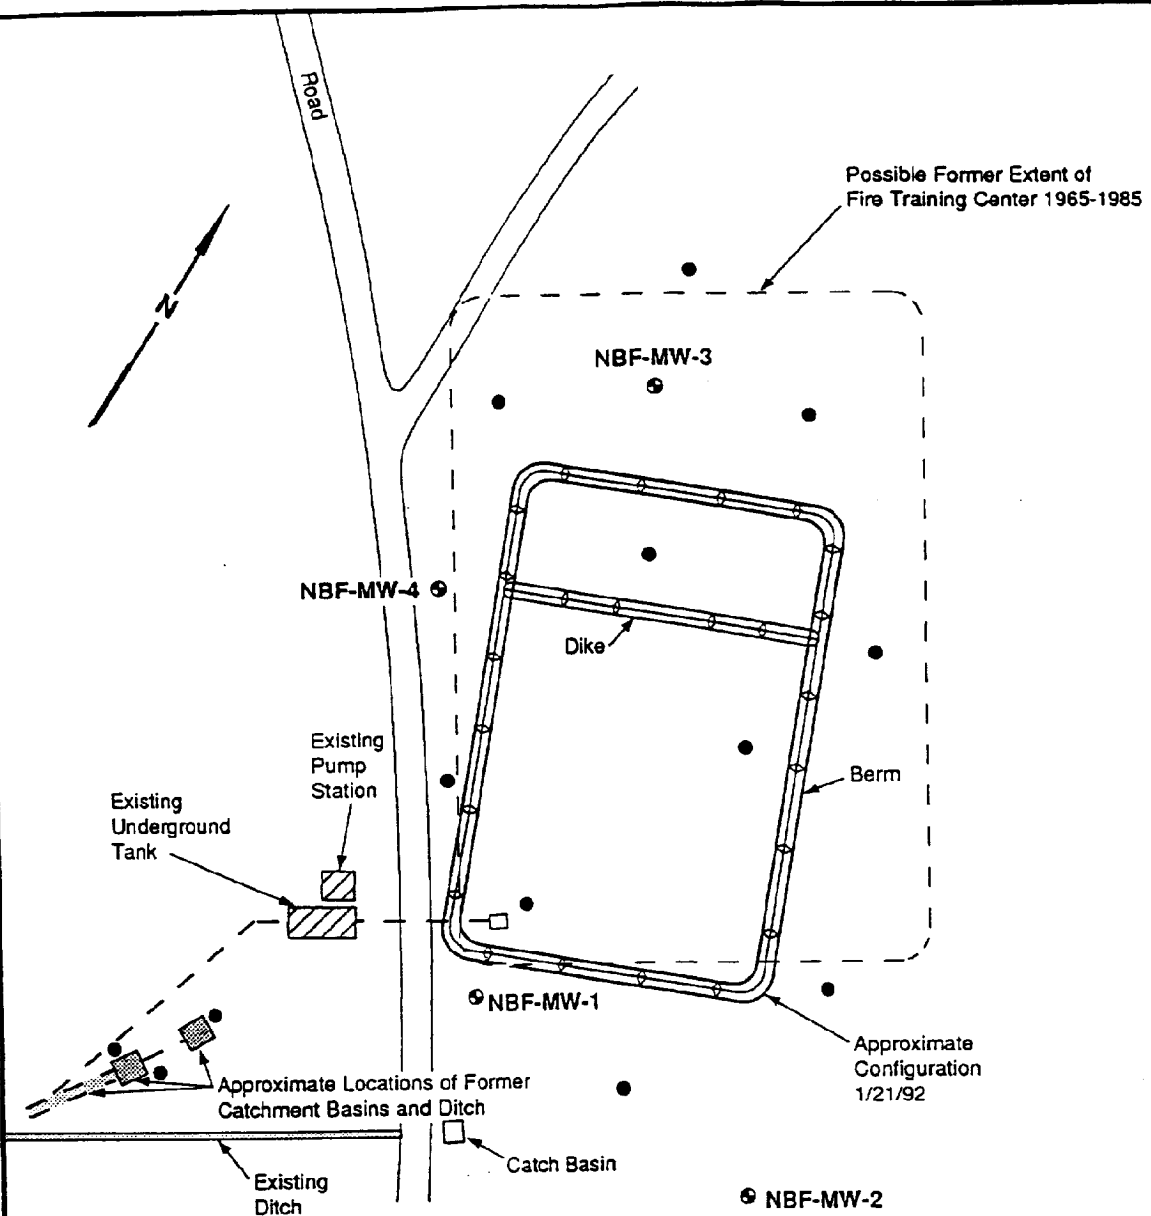 Road
Possible Former Extent of
Fire Training Center 1965-1985
N
NBF-MW-3
NBF-MW-4
Dike
Existing
Pump
Station
Berm
Existing
Underground
Tank
NBF-MW-1
Approximate
Configuration
1/21/92
Approximate Locations of Former
Catchment Basins and Ditch
Catch Basin
Existing
Ditch
NBF-MW-2